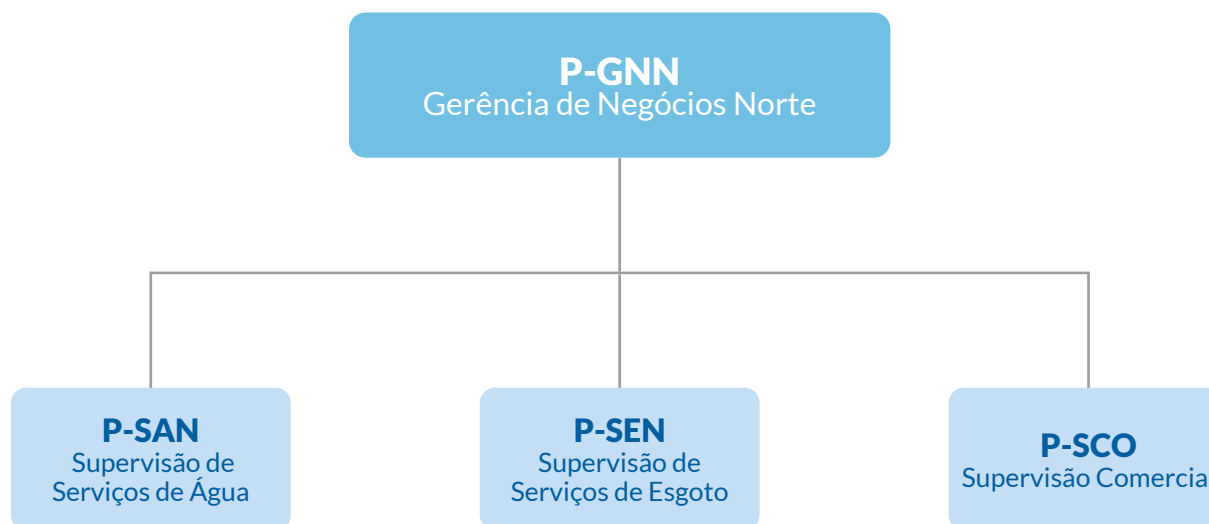 P-GNN
Gerência de Negócios Norte
P-SAN
Supervisão de
Serviços de Água
P-SEN
Supervisão de
Serviços de Esgoto
P-SCO
Supervisão Comercial